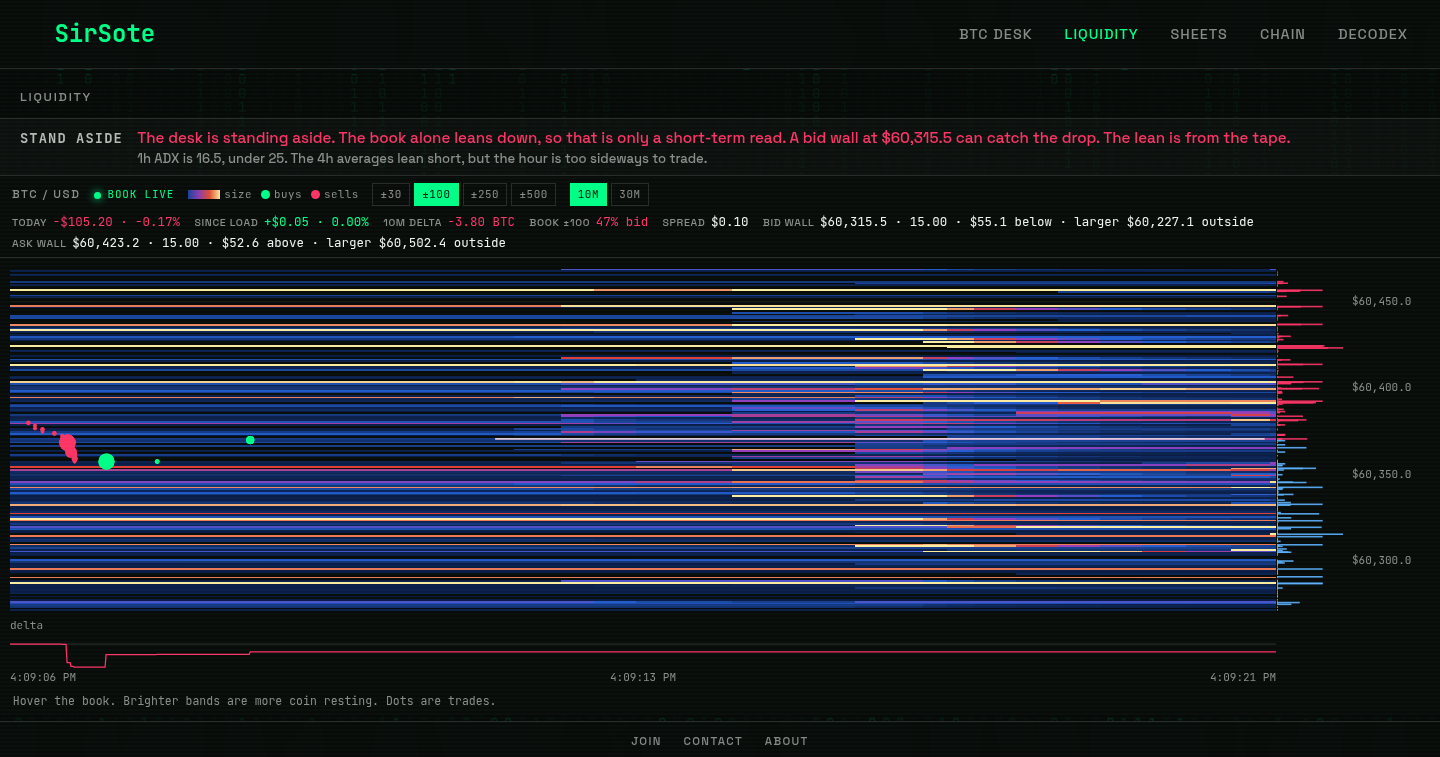 SirSote
BTC DESK LIQUIDITY SHEETS CHAIN DECODEX
LIQUIDITY
STAND ASIDE The desk is standing aside. The book alone leans down, so that is only a short-term read. A bid wall at $60,315.5 can catch the drop. The lean is from the tape.
1h ADX is 16.5, under 25. The 4h averages lean short, but the hour is too sideways to trade.
BTC / USD BOOK LIVE size buys sells ±30 ±100 ±250 ±500 10M 30M
TODAY -$105.20 · -0.17% SINCE LOAD +$0.05 · 0.00% 10M DELTA -3.80 BTC BOOK ±100 47% bid SPREAD $0.10 BID WALL $60,315.5 · 15.00 · $55.1 below · larger $60,227.1 outside
ASK WALL $60,423.2 · 15.00 · $52.6 above · larger $60,502.4 outside
$60,450.0
$60,400.0
$60,350.0
$60,300.0
delta
4:09:06 PM 4:09:13 PM 4:09:21 PM
Hover the book. Brighter bands are more coin resting. Dots are trades.
JOIN CONTACT ABOUT